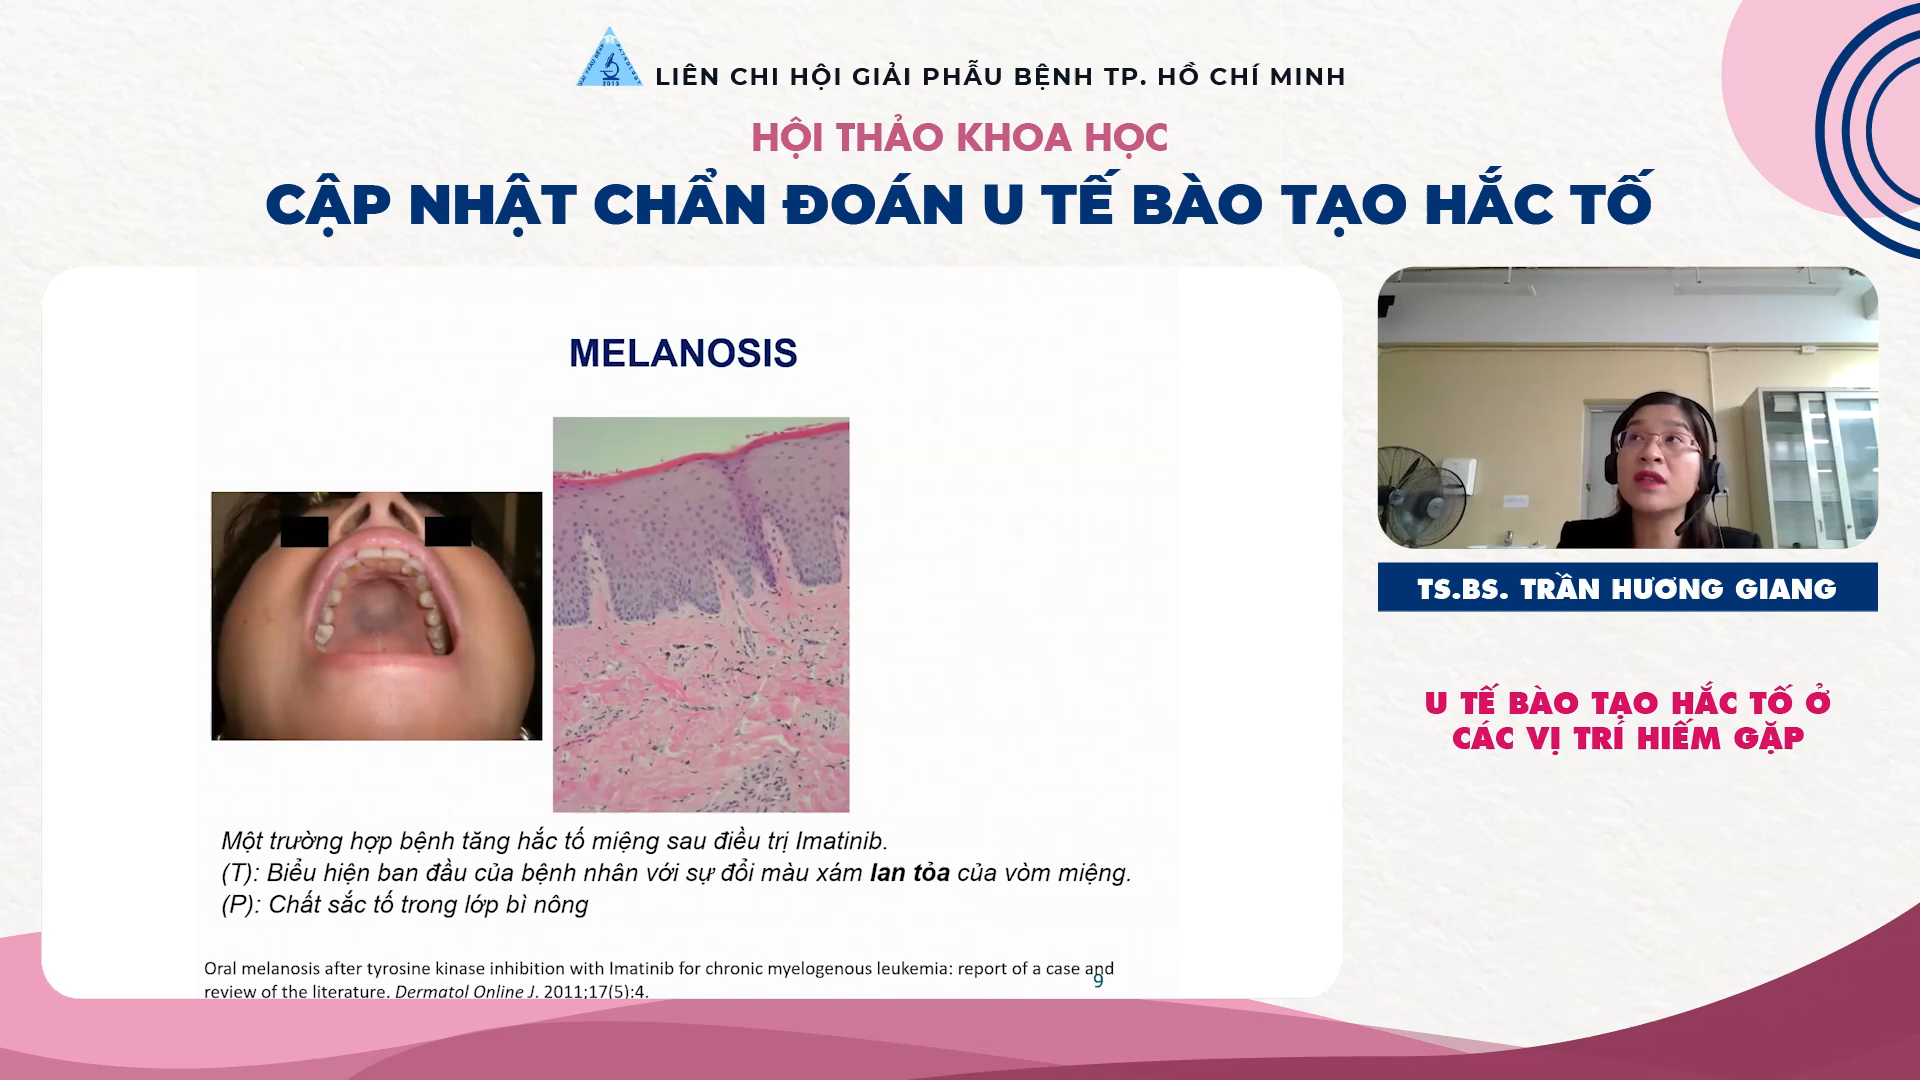 LIÊN CHI HỘI GIẢI PHẪU BỆNH TP. HỒ CHÍ MINH
HỘI THẢO KHOA HỌC
CẬP NHẬT CHẨN ĐOÁN U TẾ BÀO TẠO HẮC TỐ
MELANOSIS
Một trường hợp bệnh tăng hắc tố miệng sau điều trị Imatinib.
(T): Biểu hiện ban đầu của bệnh nhân với sự đổi màu xám lan tỏa của vòm miệng.
(P): Chất sắc tố trong lớp bì nông
Oral melanosis after tyrosine kinase inhibition with Imatinib for chronic myelogenous leukemia: report of a case and
review of the literature. Dermatol Online J. 2011;17(5):4.
9
TS.BS. TRẦN HƯƠNG GIANG
U TẾ BÀO TẠO HẮC TỐ Ở
CÁC VỊ TRÍ HIẾM GẶP